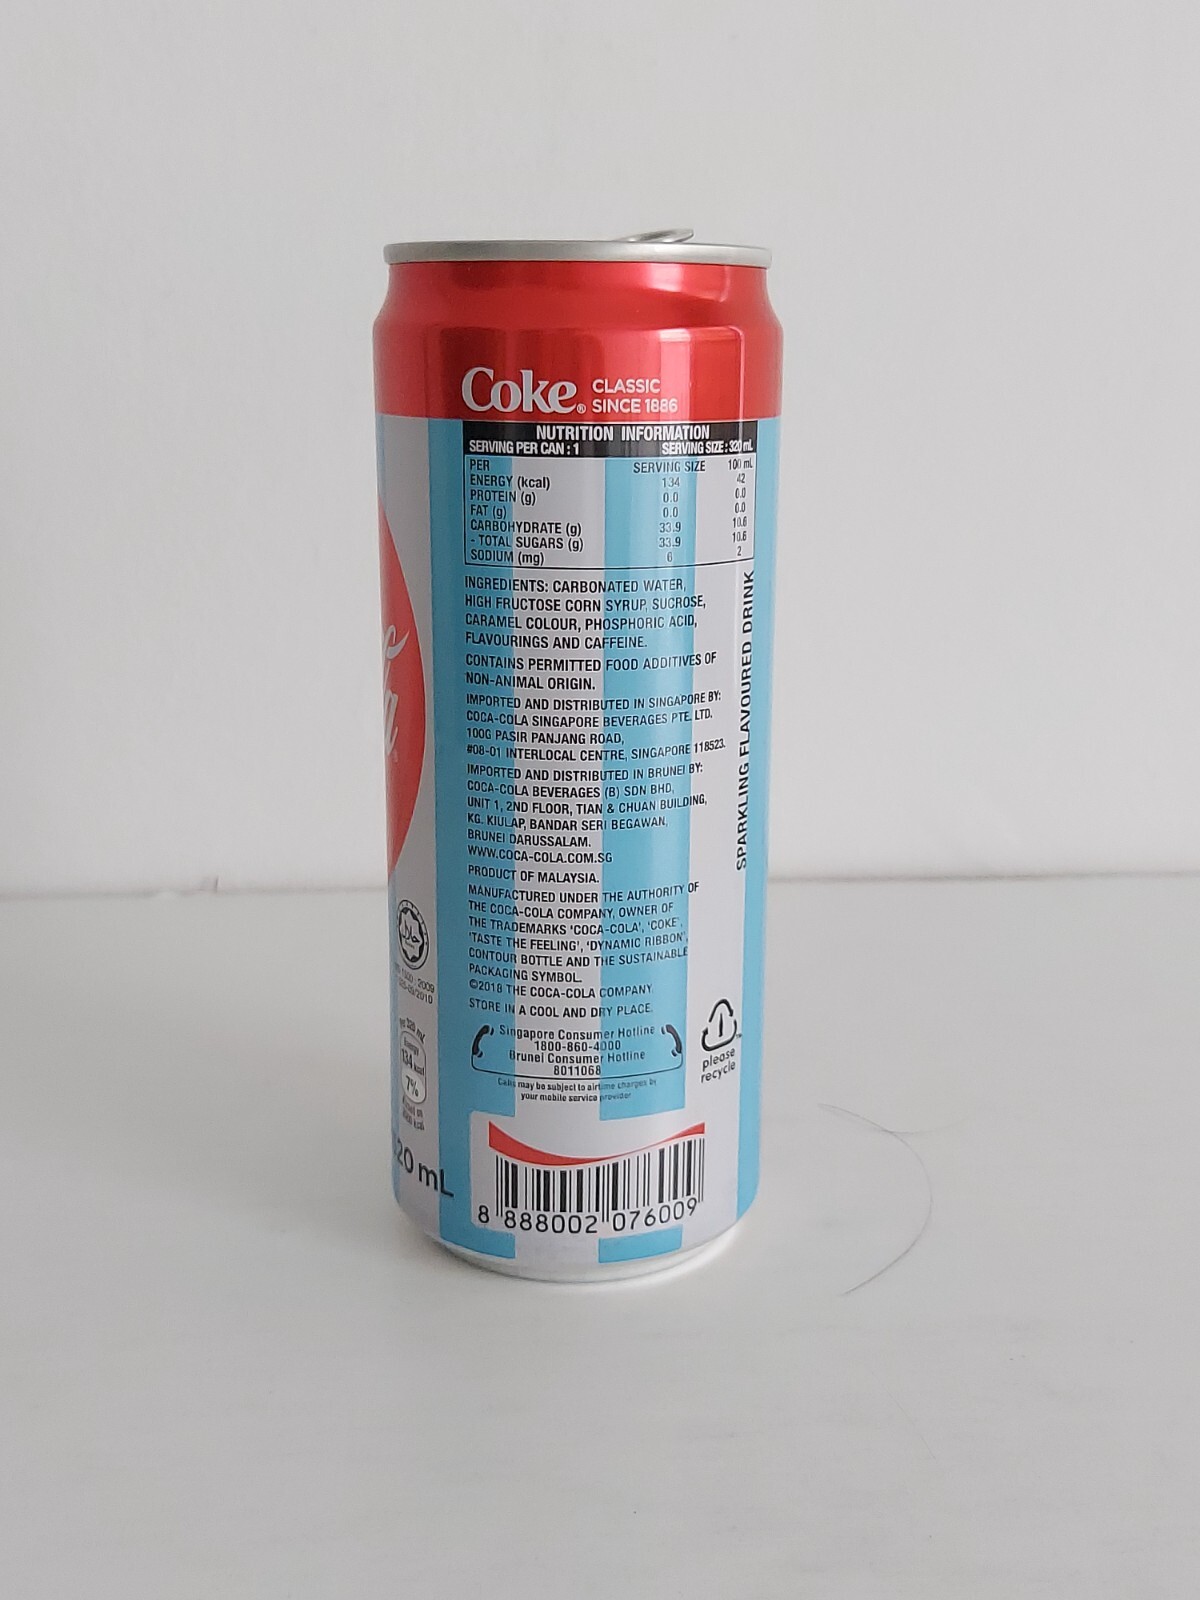 Coke® CLASSIC
SINCE 1886
NUTRITION INFORMATION
SERVING PER CAN : 1 SERVING SIZE : 320 mL
PER SERVING SIZE 100 mL
ENERGY (kcal) 134 42
PROTEIN (g) 0.0 0.0
FAT (g) 0.0 0.0
CARBOHYDRATE (g) 33.9 10.6
- TOTAL SUGARS (g) 33.9 10.6
SODIUM (mg) 6 2
INGREDIENTS: CARBONATED WATER,
HIGH FRUCTOSE CORN SYRUP, SUCROSE,
CARAMEL COLOUR, PHOSPHORIC ACID,
FLAVOURINGS AND CAFFEINE.
CONTAINS PERMITTED FOOD ADDITIVES OF
NON-ANIMAL ORIGIN.
IMPORTED AND DISTRIBUTED IN SINGAPORE BY:
COCA-COLA SINGAPORE BEVERAGES PTE. LTD.
100G PASIR PANJANG ROAD,
#08-01 INTERLOCAL CENTRE, SINGAPORE 118523.
IMPORTED AND DISTRIBUTED IN BRUNEI BY:
COCA-COLA BEVERAGES (B) SDN BHD,
UNIT 1, 2ND FLOOR, TIAN & CHUAN BUILDING,
KG. KIULAP, BANDAR SERI BEGAWAN,
BRUNEI DARUSSALAM.
WWW.COCA-COLA.COM.SG
PRODUCT OF MALAYSIA.
MANUFACTURED UNDER THE AUTHORITY OF
THE COCA-COLA COMPANY, OWNER OF
THE TRADEMARKS 'COCA-COLA', 'COKE',
'TASTE THE FEELING', 'DYNAMIC RIBBON',
CONTOUR BOTTLE AND THE SUSTAINABLE
PACKAGING SYMBOL.
©2018 THE COCA-COLA COMPANY.
STORE IN A COOL AND DRY PLACE.
Singapore Consumer Hotline
1800-860-4000
Brunei Consumer Hotline
8011068
Calls may be subject to airtime charges by
your mobile service provider
8 888002 076009
SPARKLING FLAVOURED DRINK
please
recycle
حلال
Energy
134 kcal
7%
20 mL